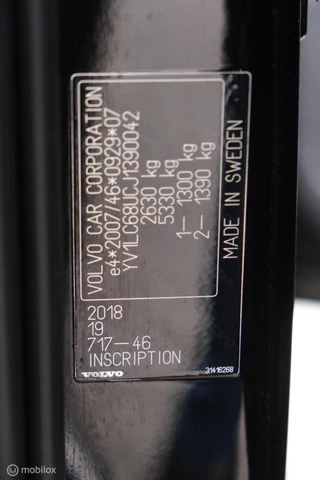 VOLVO CAR CORPORATION
e4*2007/46*0929*07
YV1LC68UCJ1390042
2630 kg
5330 kg
1– 1300 kg
2– 1390 kg
MADE IN SWEDEN
2018
19
717–46
INSCRIPTION
VOLVO
31416268
mobilox